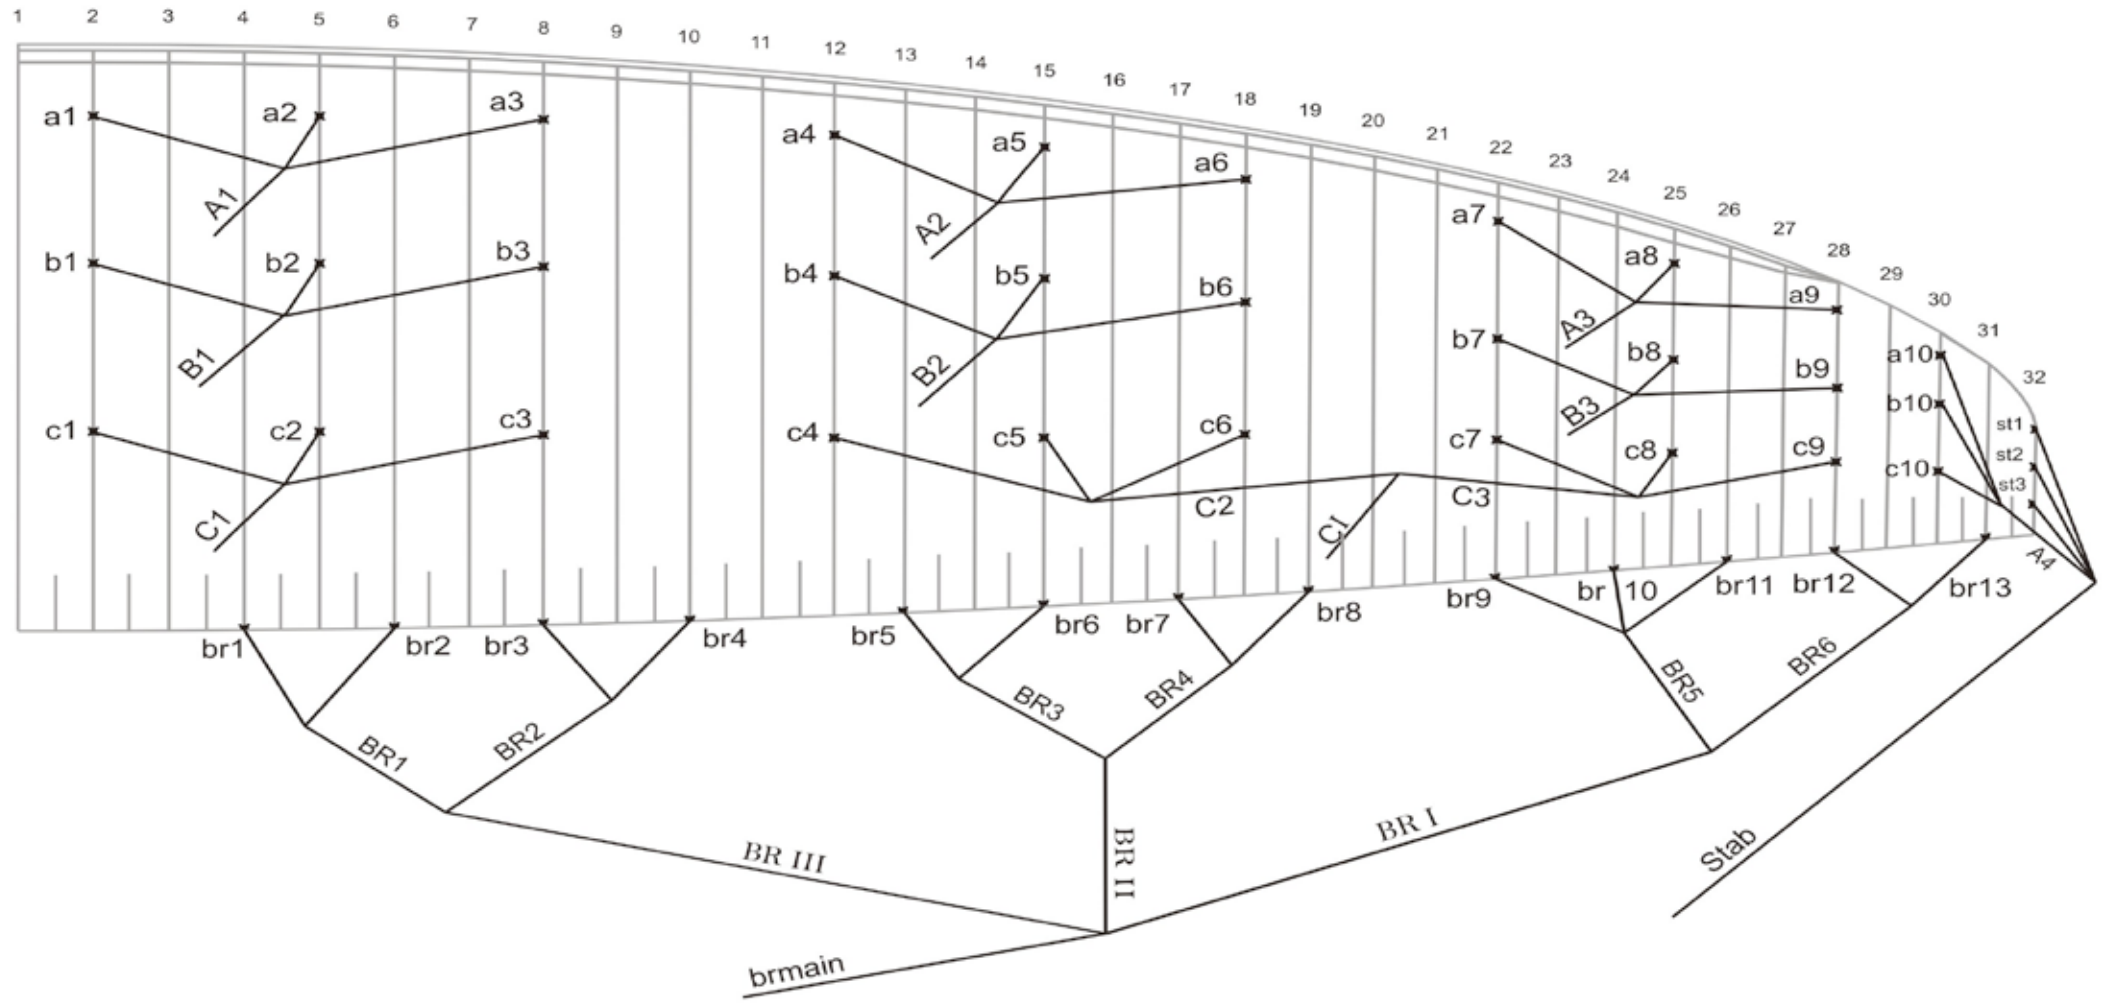 1 2 3 4 5 6 7 8 9 10 11 12 13 14 15 16 17 18 19 20 21 22 23 24 25 26 27 28 29 30 31 32
a1 a2 a3 a4 a5 a6 a7 a8 a9 a10
A1 A2 A3
b1 b2 b3 b4 b5 b6 b7 b8 b9 b10
B1 B2 B3
c1 c2 c3 c4 c5 c6 c7 c8 c9 c10
C1 C2 CI C3
st1
st2
st3
A4
br1 br2 br3 br4 br5 br6 br7 br8 br9 br 10 br11 br12 br13
BR1 BR2 BR3 BR4 BR5 BR6
BR III BR II BR I
Stab
brmain